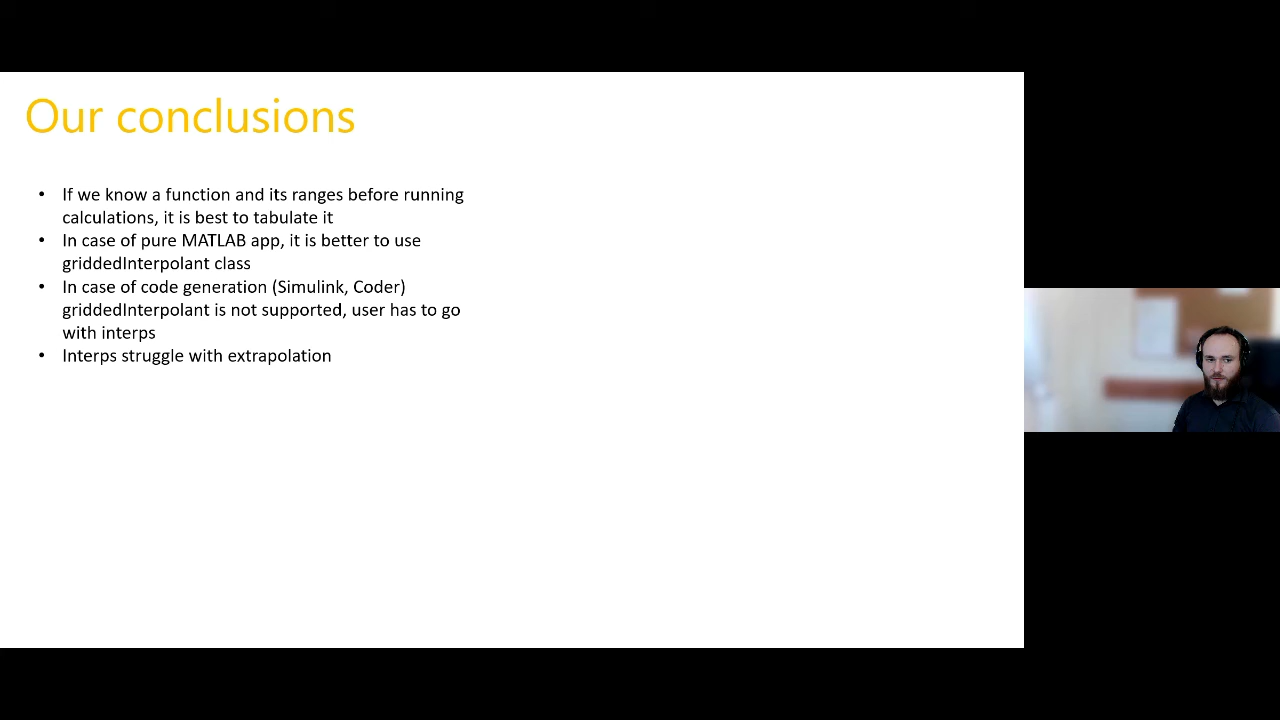 Our conclusions
• If we know a function and its ranges before running
calculations, it is best to tabulate it
• In case of pure MATLAB app, it is better to use
griddedInterpolant class
• In case of code generation (Simulink, Coder)
griddedInterpolant is not supported, user has to go
with interps
• Interps struggle with extrapolation